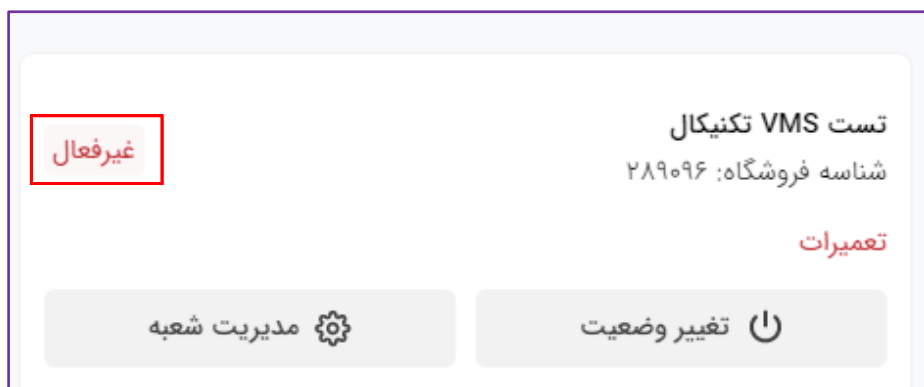 تست VMS تکنیکال
غیرفعال
شناسه فروشگاه: ۲۸۹۰۹۶
تعمیرات
تغییر وضعیت
مدیریت شعبه